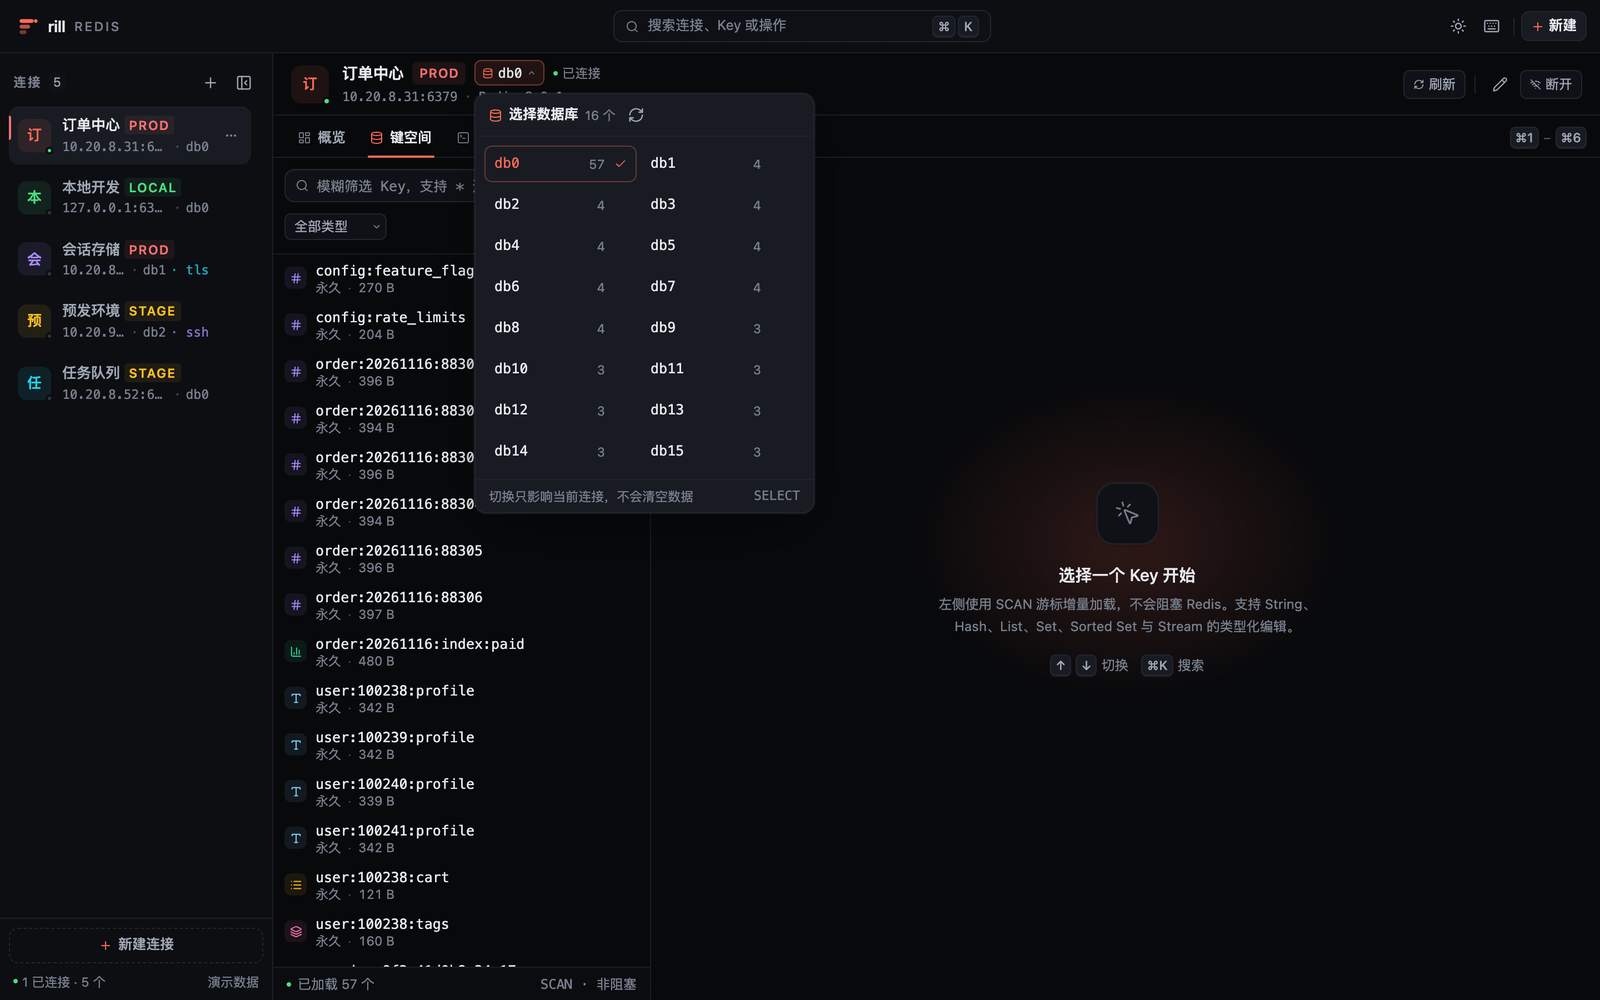 rill REDIS
搜索连接、Key 或操作 ⌘ K
+ 新建
连接 5
订 订单中心 PROD
10.20.8.31:6… · db0
本 本地开发 LOCAL
127.0.0.1:63… · db0
会 会话存储 PROD
10.20.8… · db1 · tls
预 预发环境 STAGE
10.20.9… · db2 · ssh
任 任务队列 STAGE
10.20.8.52:6… · db0
+ 新建连接
1 已连接 · 5 个 演示数据
订 订单中心 PROD db0 已连接
10.20.8.31:6379 ·
刷新 断开
概览 键空间
⌘1 – ⌘6
模糊筛选 Key，支持 *
全部类型
选择数据库 16 个
db0 57 ✓ db1 4
db2 4 db3 4
db4 4 db5 4
db6 4 db7 4
db8 4 db9 3
db10 3 db11 3
db12 3 db13 3
db14 3 db15 3
切换只影响当前连接，不会清空数据 SELECT
# config:feature_flag
永久 · 270 B
# config:rate_limits
永久 · 204 B
# order:20261116:8830
永久 · 396 B
# order:20261116:8830
永久 · 394 B
# order:20261116:8830
永久 · 396 B
# order:20261116:8830
永久 · 394 B
# order:20261116:88305
永久 · 396 B
# order:20261116:88306
永久 · 397 B
order:20261116:index:paid
永久 · 480 B
T user:100238:profile
永久 · 342 B
T user:100239:profile
永久 · 342 B
T user:100240:profile
永久 · 339 B
T user:100241:profile
永久 · 342 B
user:100238:cart
永久 · 121 B
user:100238:tags
永久 · 160 B
已加载 57 个 SCAN · 非阻塞
选择一个 Key 开始
左侧使用 SCAN 游标增量加载，不会阻塞 Redis。支持 String、
Hash、List、Set、Sorted Set 与 Stream 的类型化编辑。
↑ ↓ 切换 ⌘K 搜索